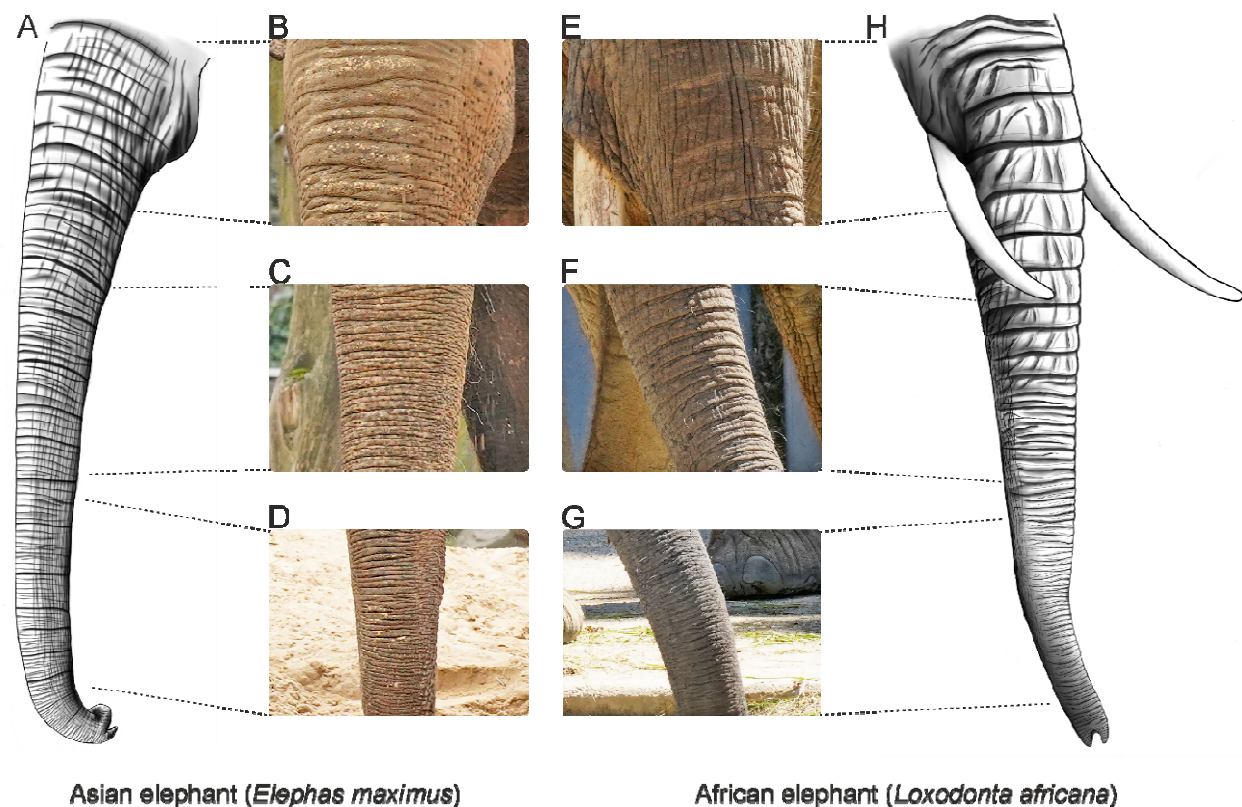 A
B
E
H
C
F
D
G
Asian elephant (Elephas maximus)
African elephant (Loxodonta africana)